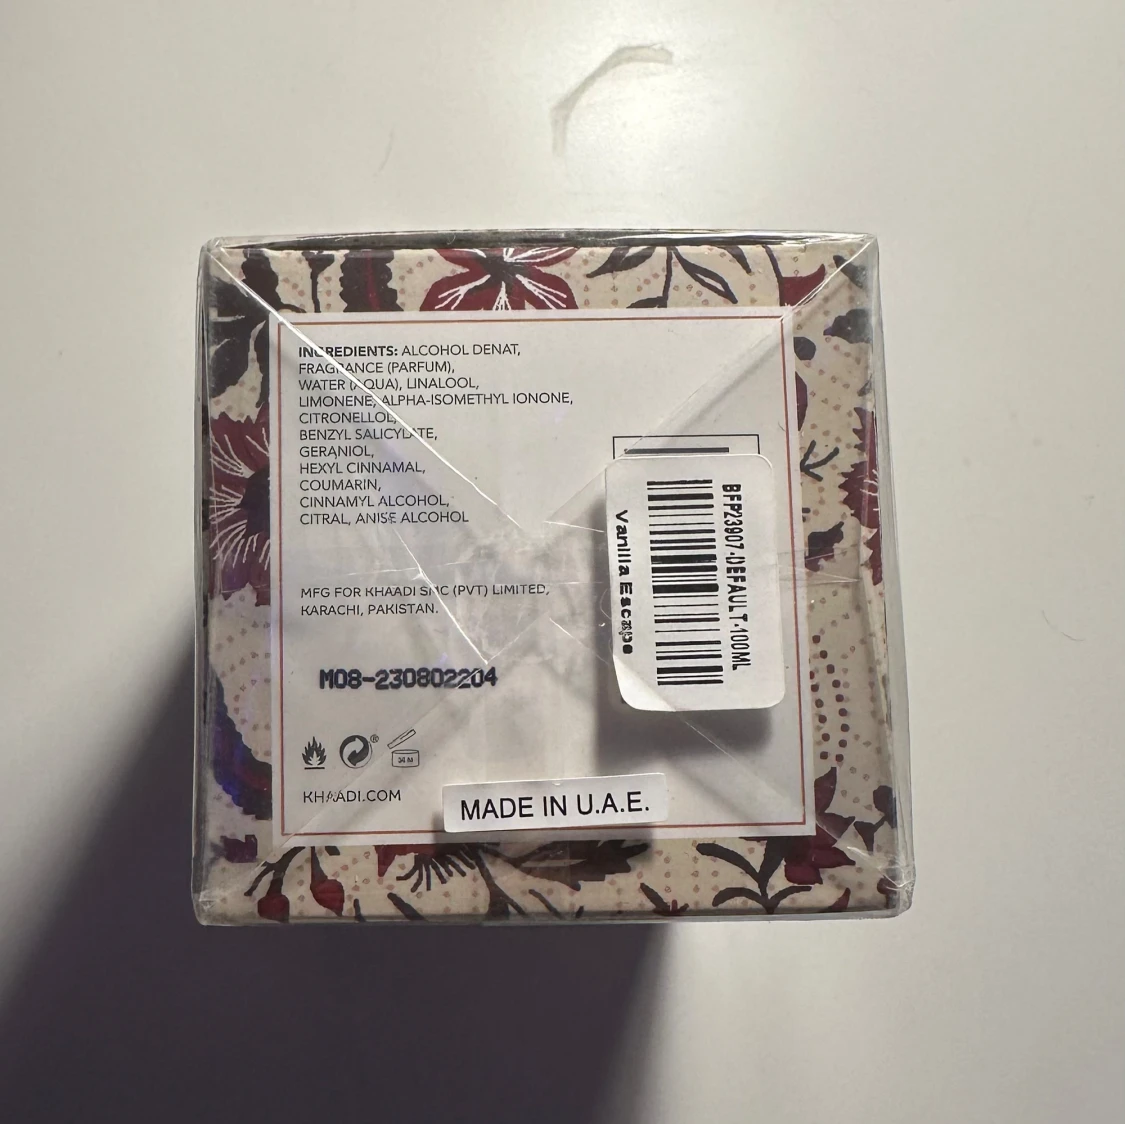 INGREDIENTS: ALCOHOL DENAT,
FRAGRANCE (PARFUM),
WATER (AQUA), LINALOOL,
LIMONENE, ALPHA-ISOMETHYL IONONE,
CITRONELLOL,
BENZYL SALICYLATE,
GERANIOL,
HEXYL CINNAMAL,
COUMARIN,
CINNAMYL ALCOHOL,
CITRAL, ANISE ALCOHOL
MFG FOR KHAADI SMC (PVT) LIMITED,
KARACHI, PAKISTAN.
M08-230802204
36 M
KHAADI.COM
BFP23907-DEFAULT-100ML
Vanilla Escape
MADE IN U.A.E.